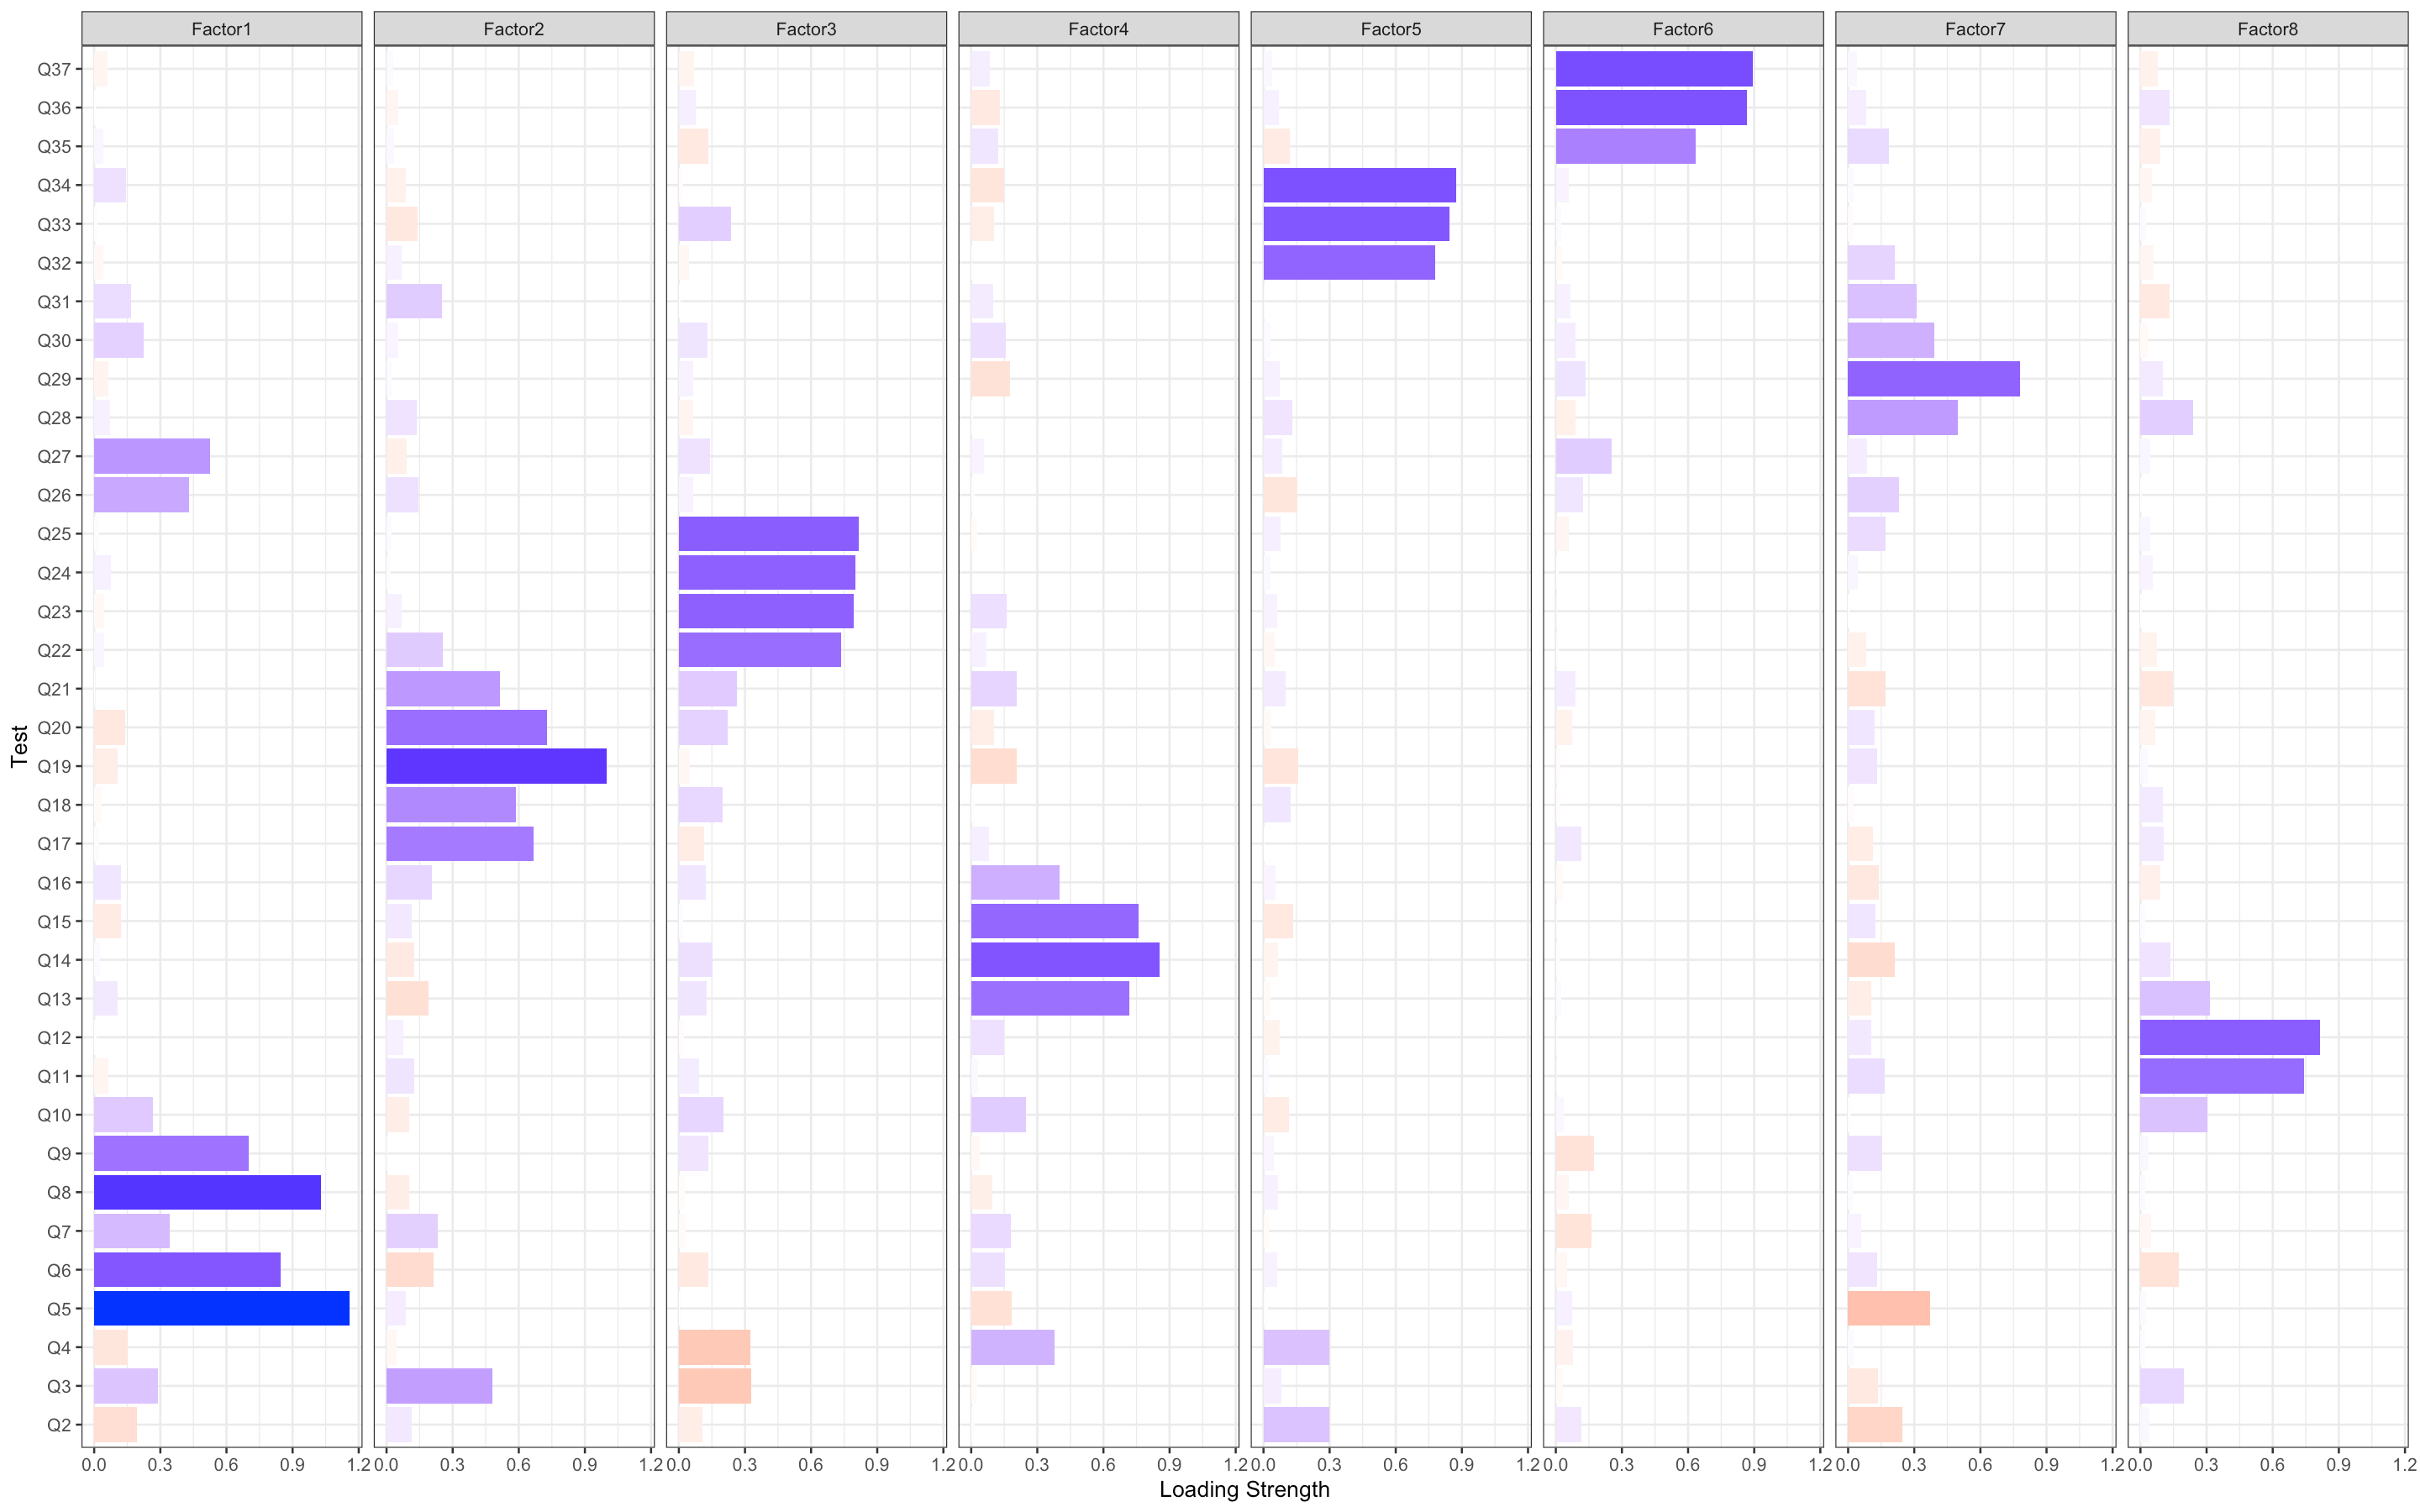 Factor1 Factor2 Factor3 Factor4 Factor5 Factor6 Factor7 Factor8
Q37
Q36
Q35
Q34
Q33
Q32
Q31
Q30
Q29
Q28
Q27
Q26
Q25
Q24
Q23
Q22
Q21
Q20
Q19
Q18
Q17
Q16
Q15
Q14
Q13
Q12
Q11
Q10
Q9
Q8
Q7
Q6
Q5
Q4
Q3
Q2
Test
0.0 0.3 0.6 0.9 1.2 0.0 0.3 0.6 0.9 1.2 0.0 0.3 0.6 0.9 1.2 0.0 0.3 0.6 0.9 1.2 0.0 0.3 0.6 0.9 1.2 0.0 0.3 0.6 0.9 1.2 0.0 0.3 0.6 0.9 1.2 0.0 0.3 0.6 0.9 1.2
Loading Strength